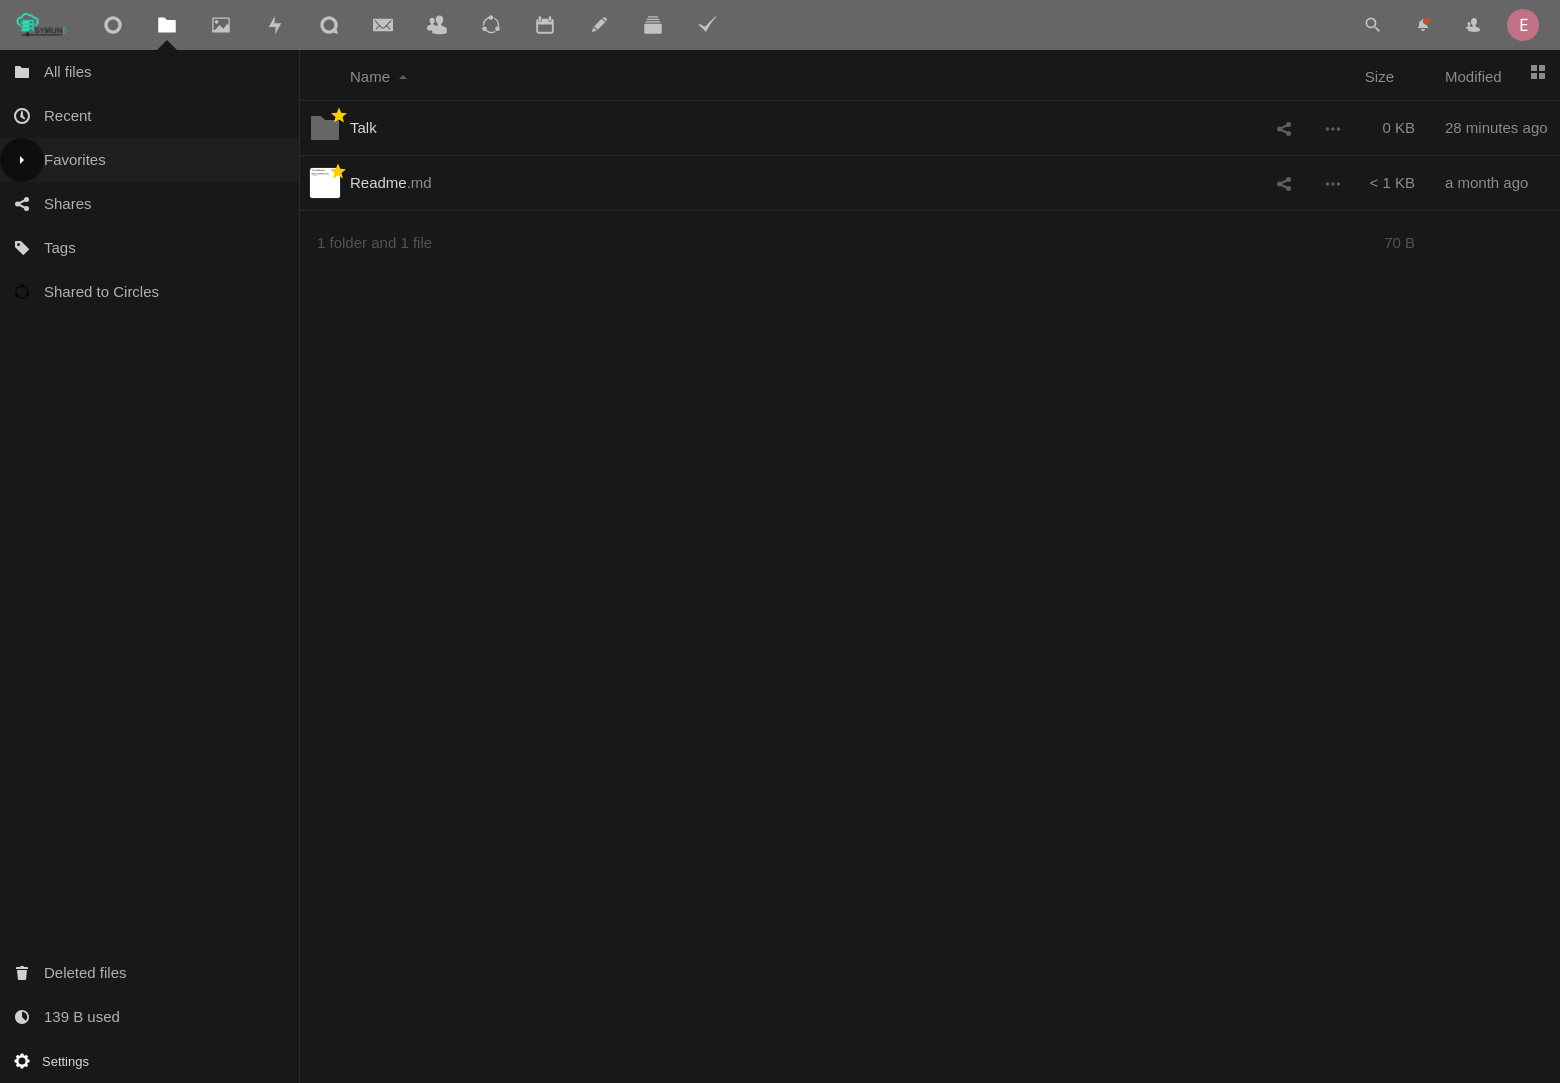 E
All files
Recent
Favorites
Shares
Tags
Shared to Circles
Deleted files
139 B used
Settings
Name Size Modified
Talk 0 KB 28 minutes ago
Readme.md < 1 KB a month ago
1 folder and 1 file 70 B